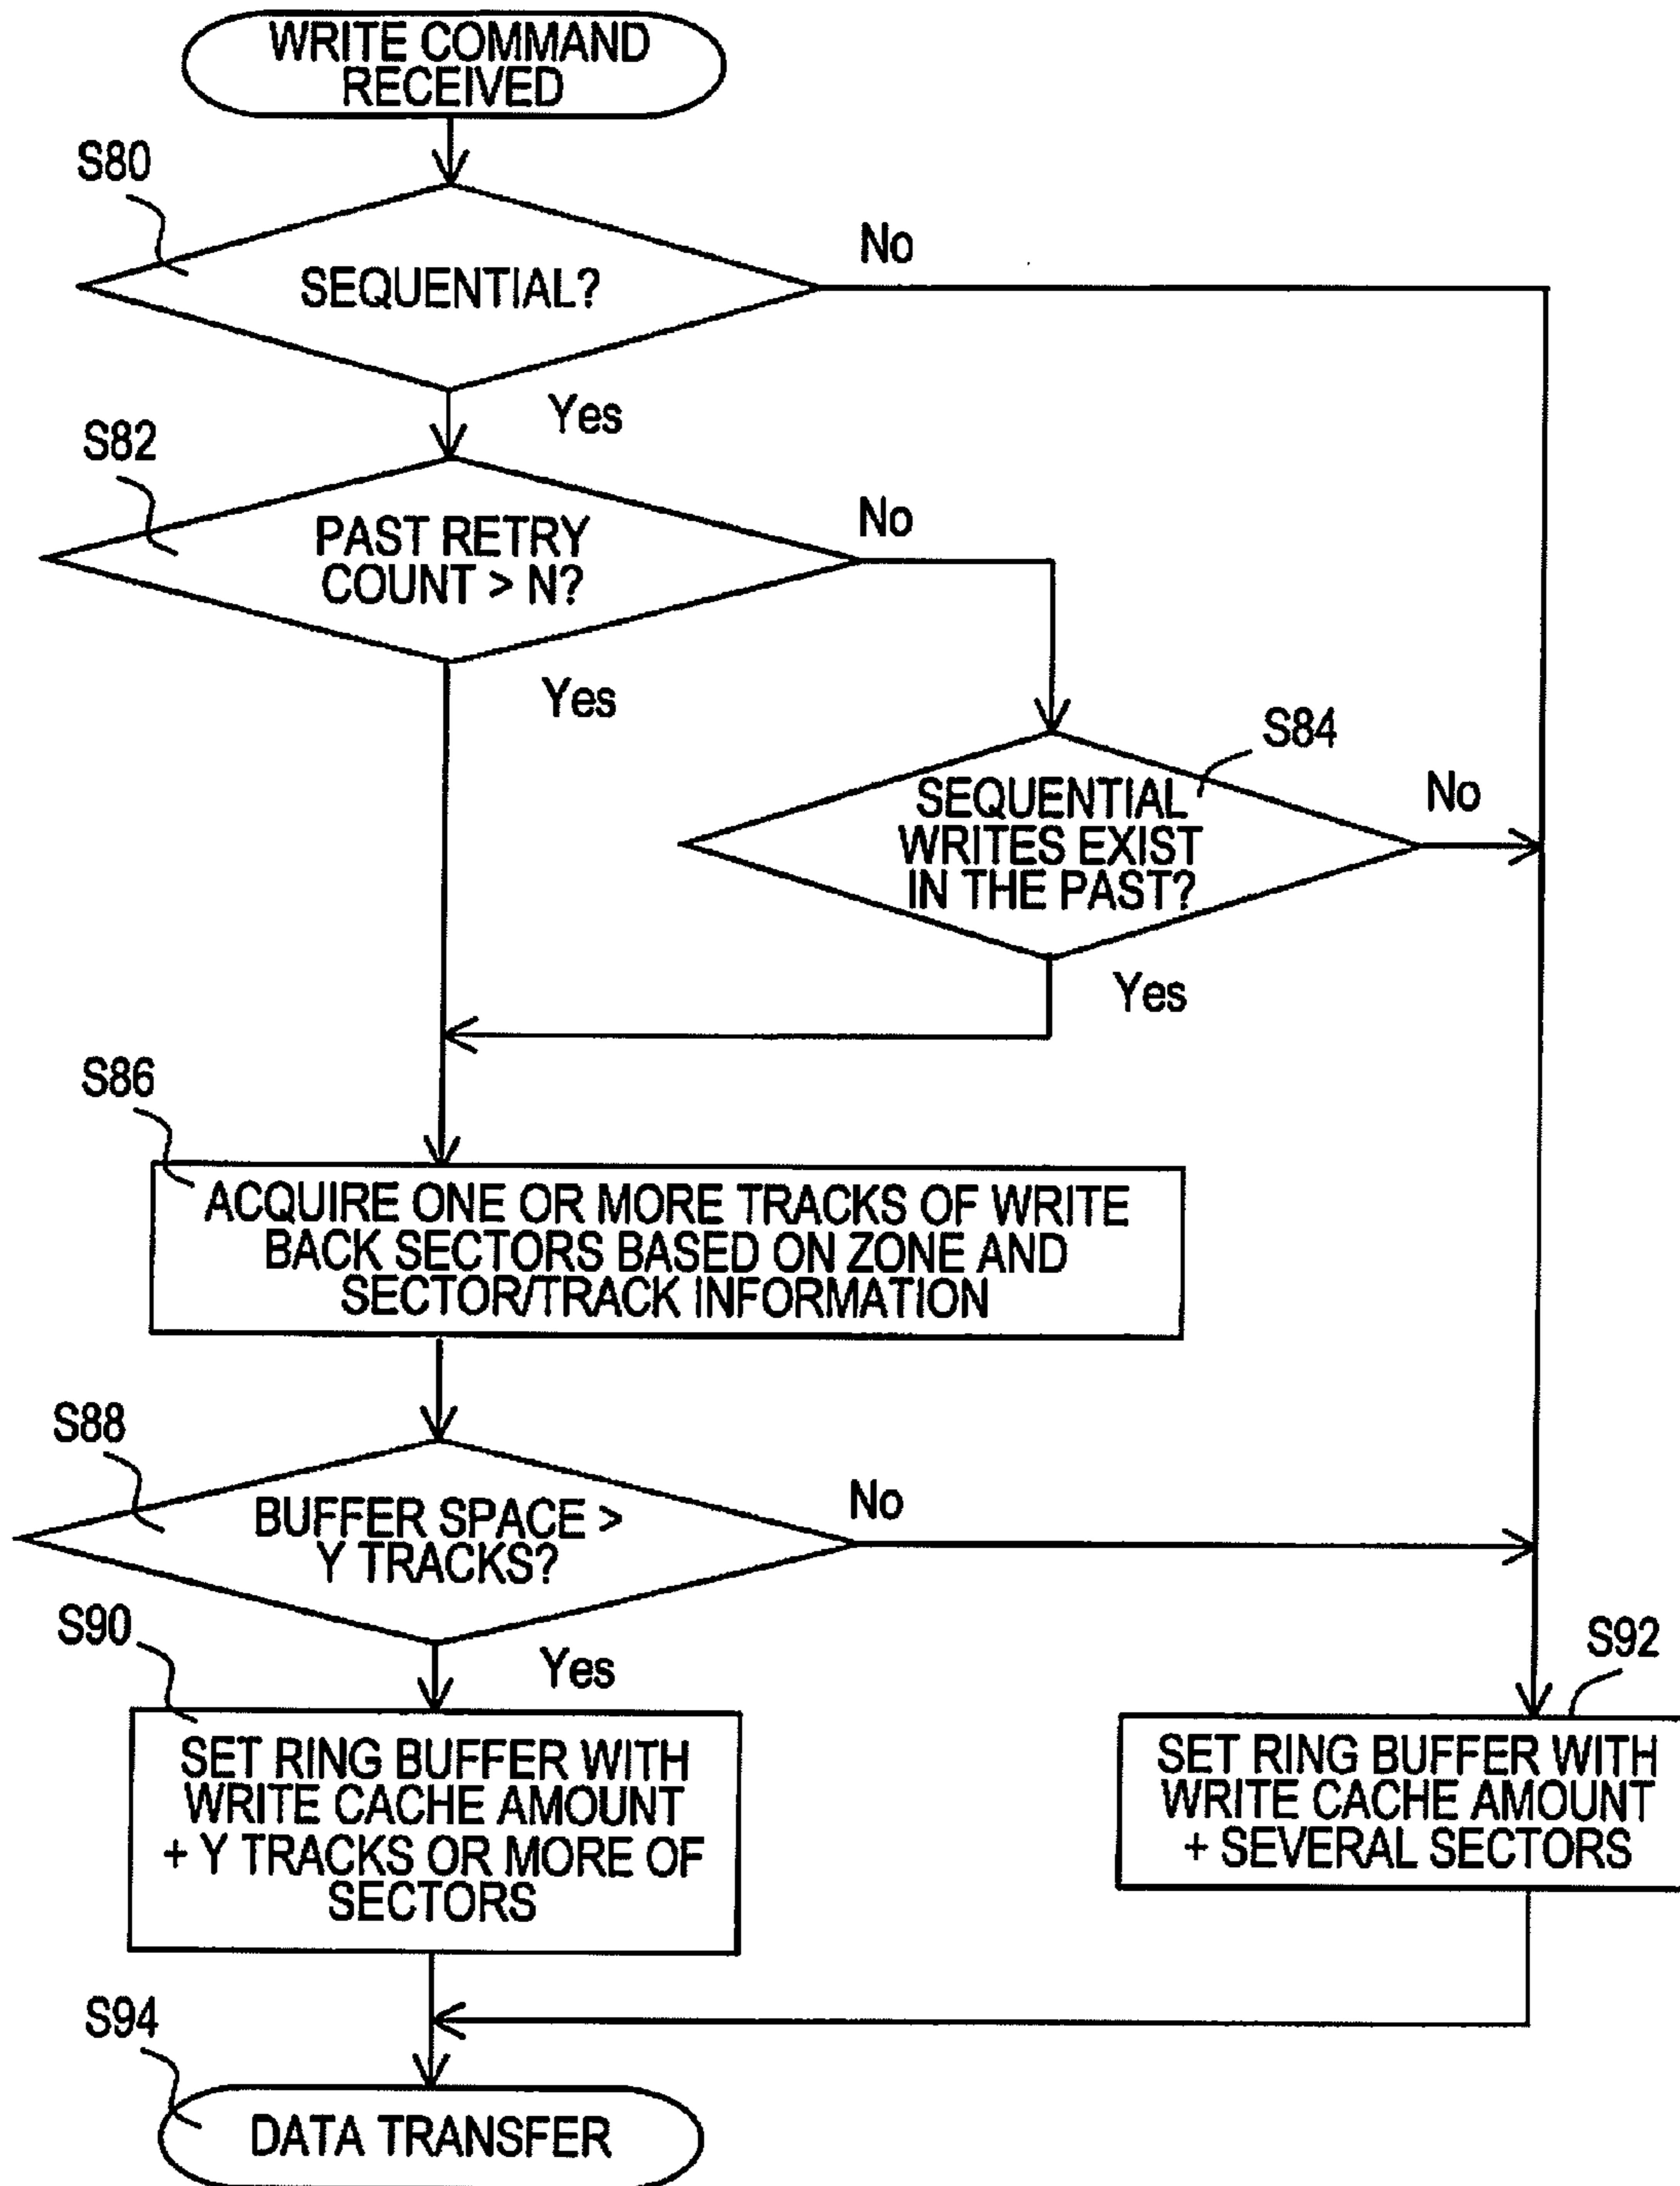 WRITE COMMAND
RECEIVED
S80
No
SEQUENTIAL?
Yes
S82
No
PAST RETRY
COUNT > N?
Yes
S84
SEQUENTIAL
WRITES EXIST
IN THE PAST?
No
Yes
S86
ACQUIRE ONE OR MORE TRACKS OF WRITE
BACK SECTORS BASED ON ZONE AND
SECTOR/TRACK INFORMATION
S88
BUFFER SPACE >
Y TRACKS?
No
S90
Yes
S92
SET RING BUFFER WITH
WRITE CACHE AMOUNT
+ Y TRACKS OR MORE OF
SECTORS
SET RING BUFFER WITH
WRITE CACHE AMOUNT
+ SEVERAL SECTORS
S94
DATA TRANSFER